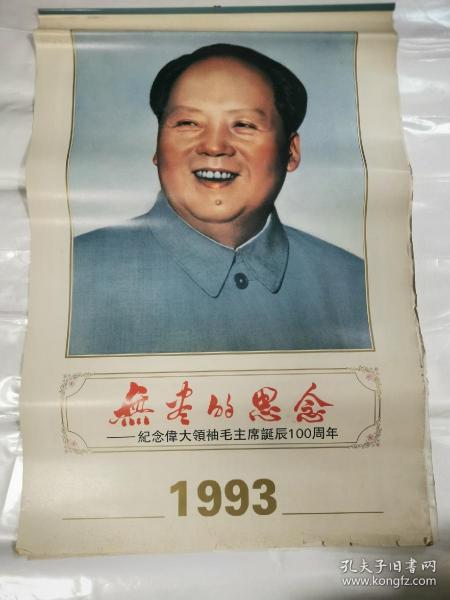 無盡的思念
——紀念偉大領袖毛主席誕辰100周年
1993
孔夫子旧书网
www.kongfz.com